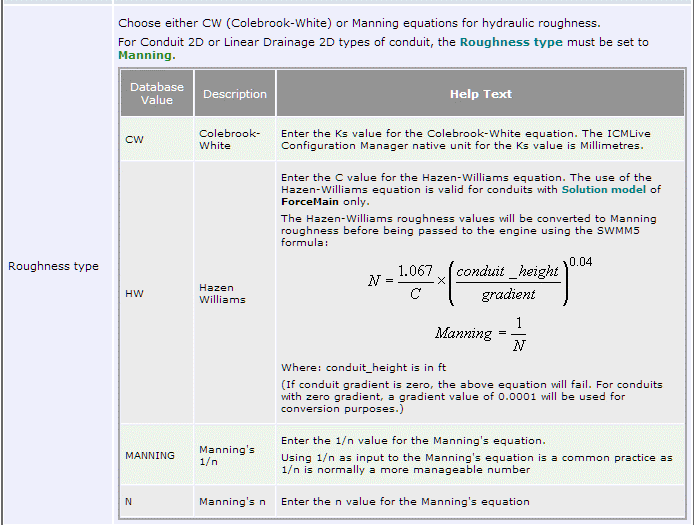 Choose either CW (Colebrook-White) or Manning equations for hydraulic roughness.
For Conduit 2D or Linear Drainage 2D types of conduit, the Roughness type must be set to
Manning.
Database
Value
Description
Help Text
CW
Colebrook-
White
Enter the Ks value for the Colebrook-White equation. The ICMLive
Configuration Manager native unit for the Ks value is Millimetres.
Roughness type
HW
Hazen
Williams
Enter the C value for the Hazen-Williams equation. The use of the
Hazen-Williams equation is valid for conduits with Solution model of
ForceMain only.
The Hazen-Williams roughness values will be converted to Manning
roughness before being passed to the engine using the SWMM5
formula:
N = 1.067 / C × (conduit_height / gradient)^0.04
Manning = 1 / N
Where: conduit_height is in ft
(If conduit gradient is zero, the above equation will fail. For conduits
with zero gradient, a gradient value of 0.0001 will be used for
conversion purposes.)
MANNING
Manning's
1/n
Enter the 1/n value for the Manning's equation.
Using 1/n as input to the Manning's equation is a common practice as
1/n is normally a more manageable number
N
Manning's n
Enter the n value for the Manning's equation